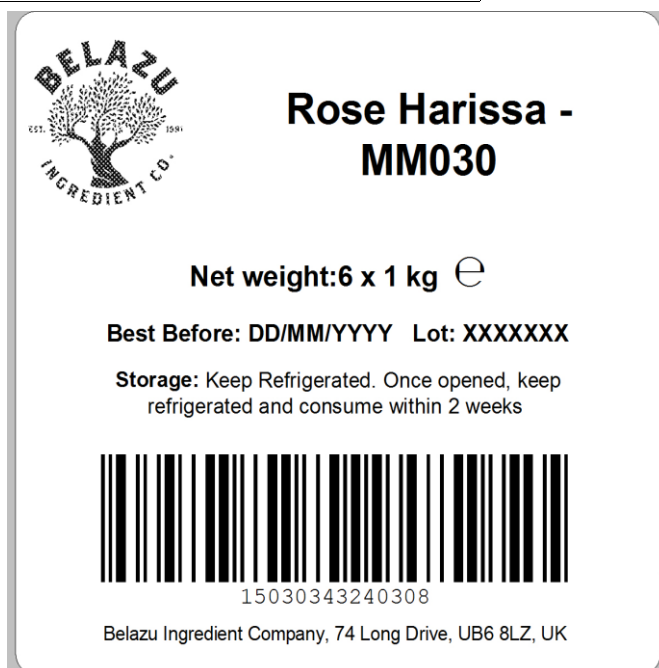 BELAZU
EST. 1991
INGREDIENT CO.
Rose Harissa -
MM030
Net weight:6 x 1 kg ℮
Best Before: DD/MM/YYYY Lot: XXXXXXX
Storage: Keep Refrigerated. Once opened, keep
refrigerated and consume within 2 weeks
15030343240308
Belazu Ingredient Company, 74 Long Drive, UB6 8LZ, UK